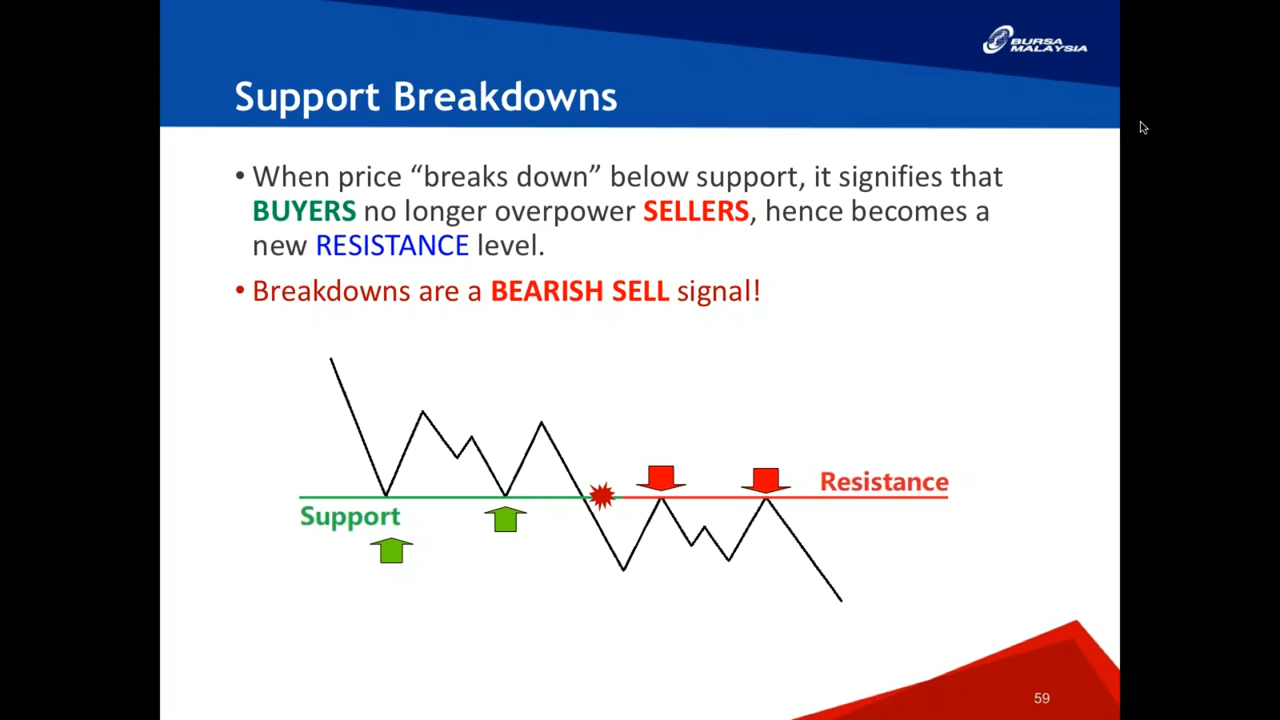 BURSA
MALAYSIA
Support Breakdowns
• When price “breaks down” below support, it signifies that
BUYERS no longer overpower SELLERS, hence becomes a
new RESISTANCE level.
• Breakdowns are a BEARISH SELL signal!
Resistance
Support
59